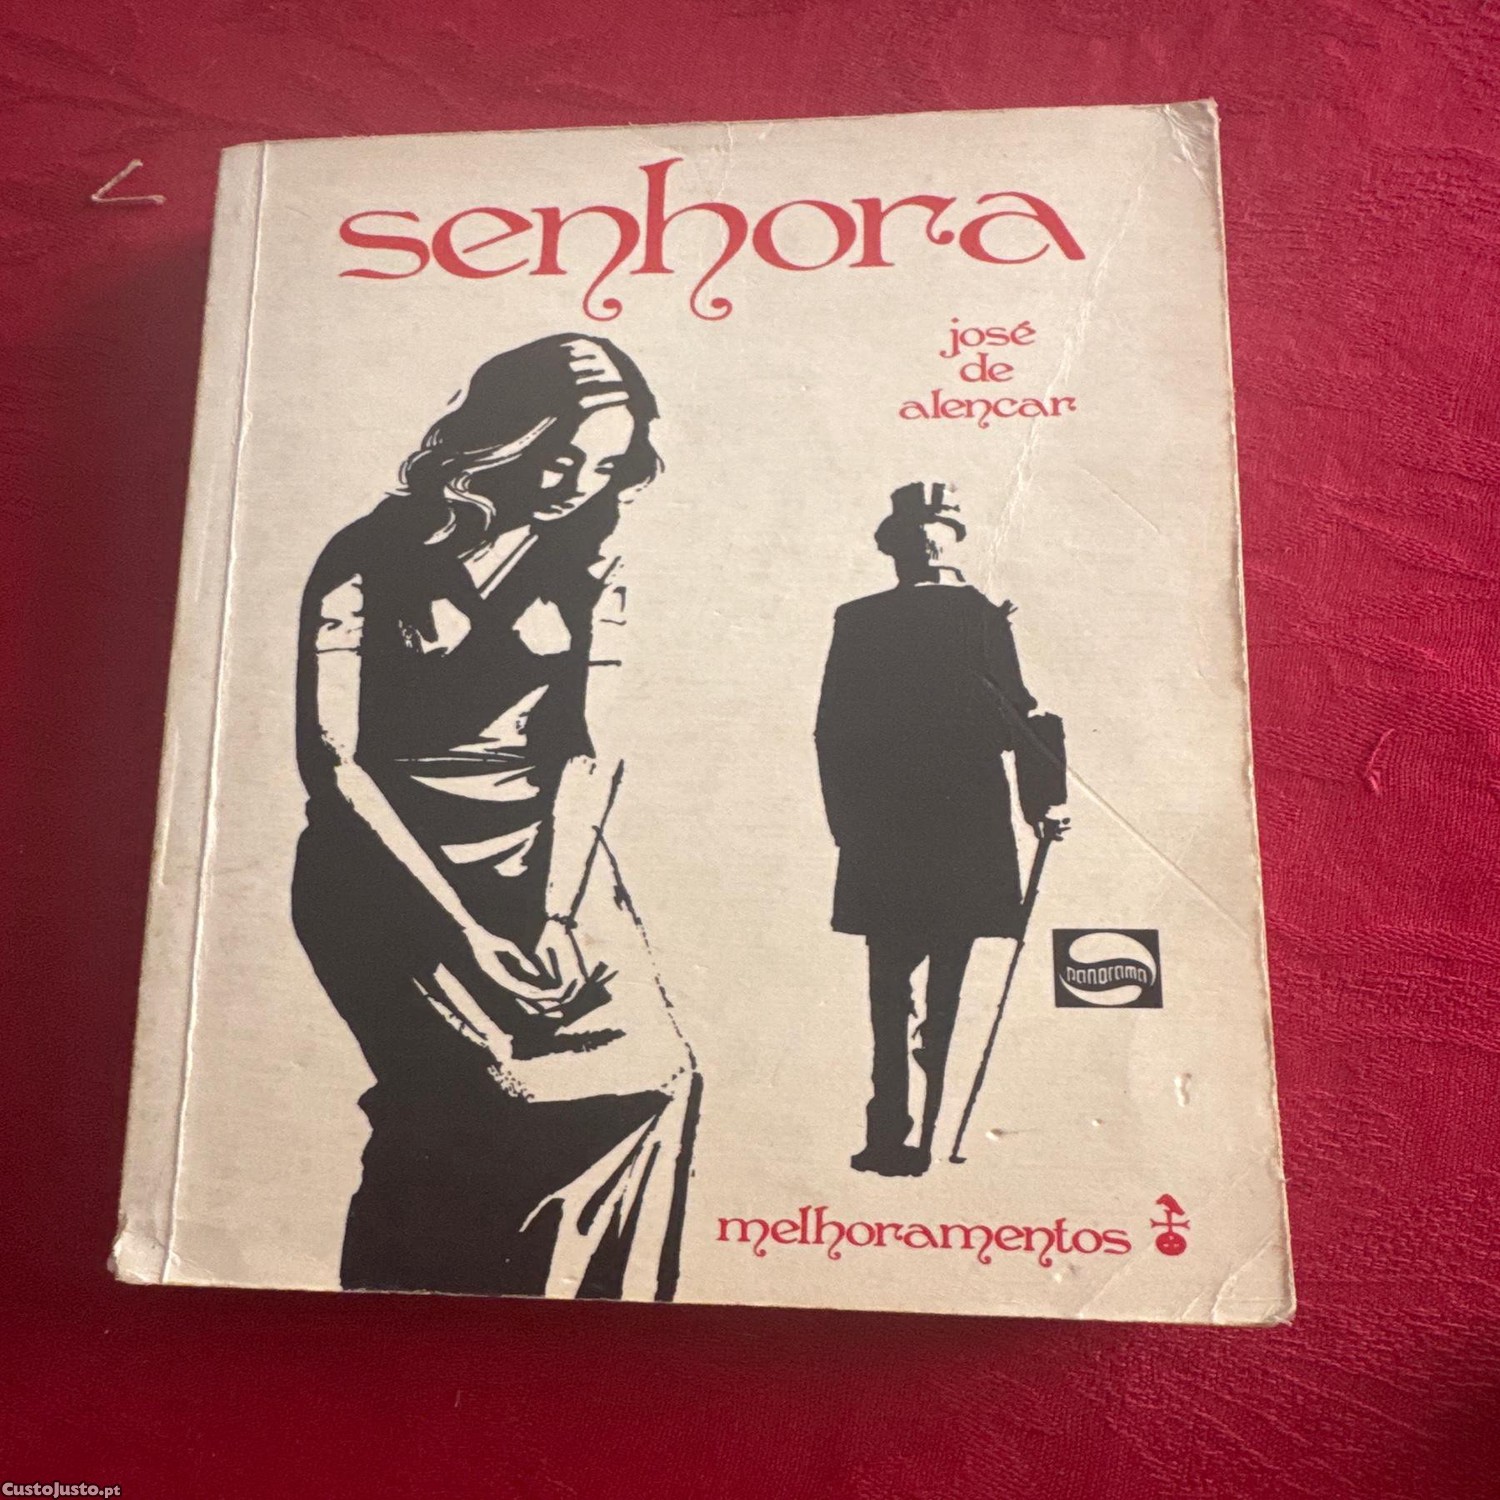 senhora
josé
de
alencar
panorama
melhoramentos
CustoJusto.pt